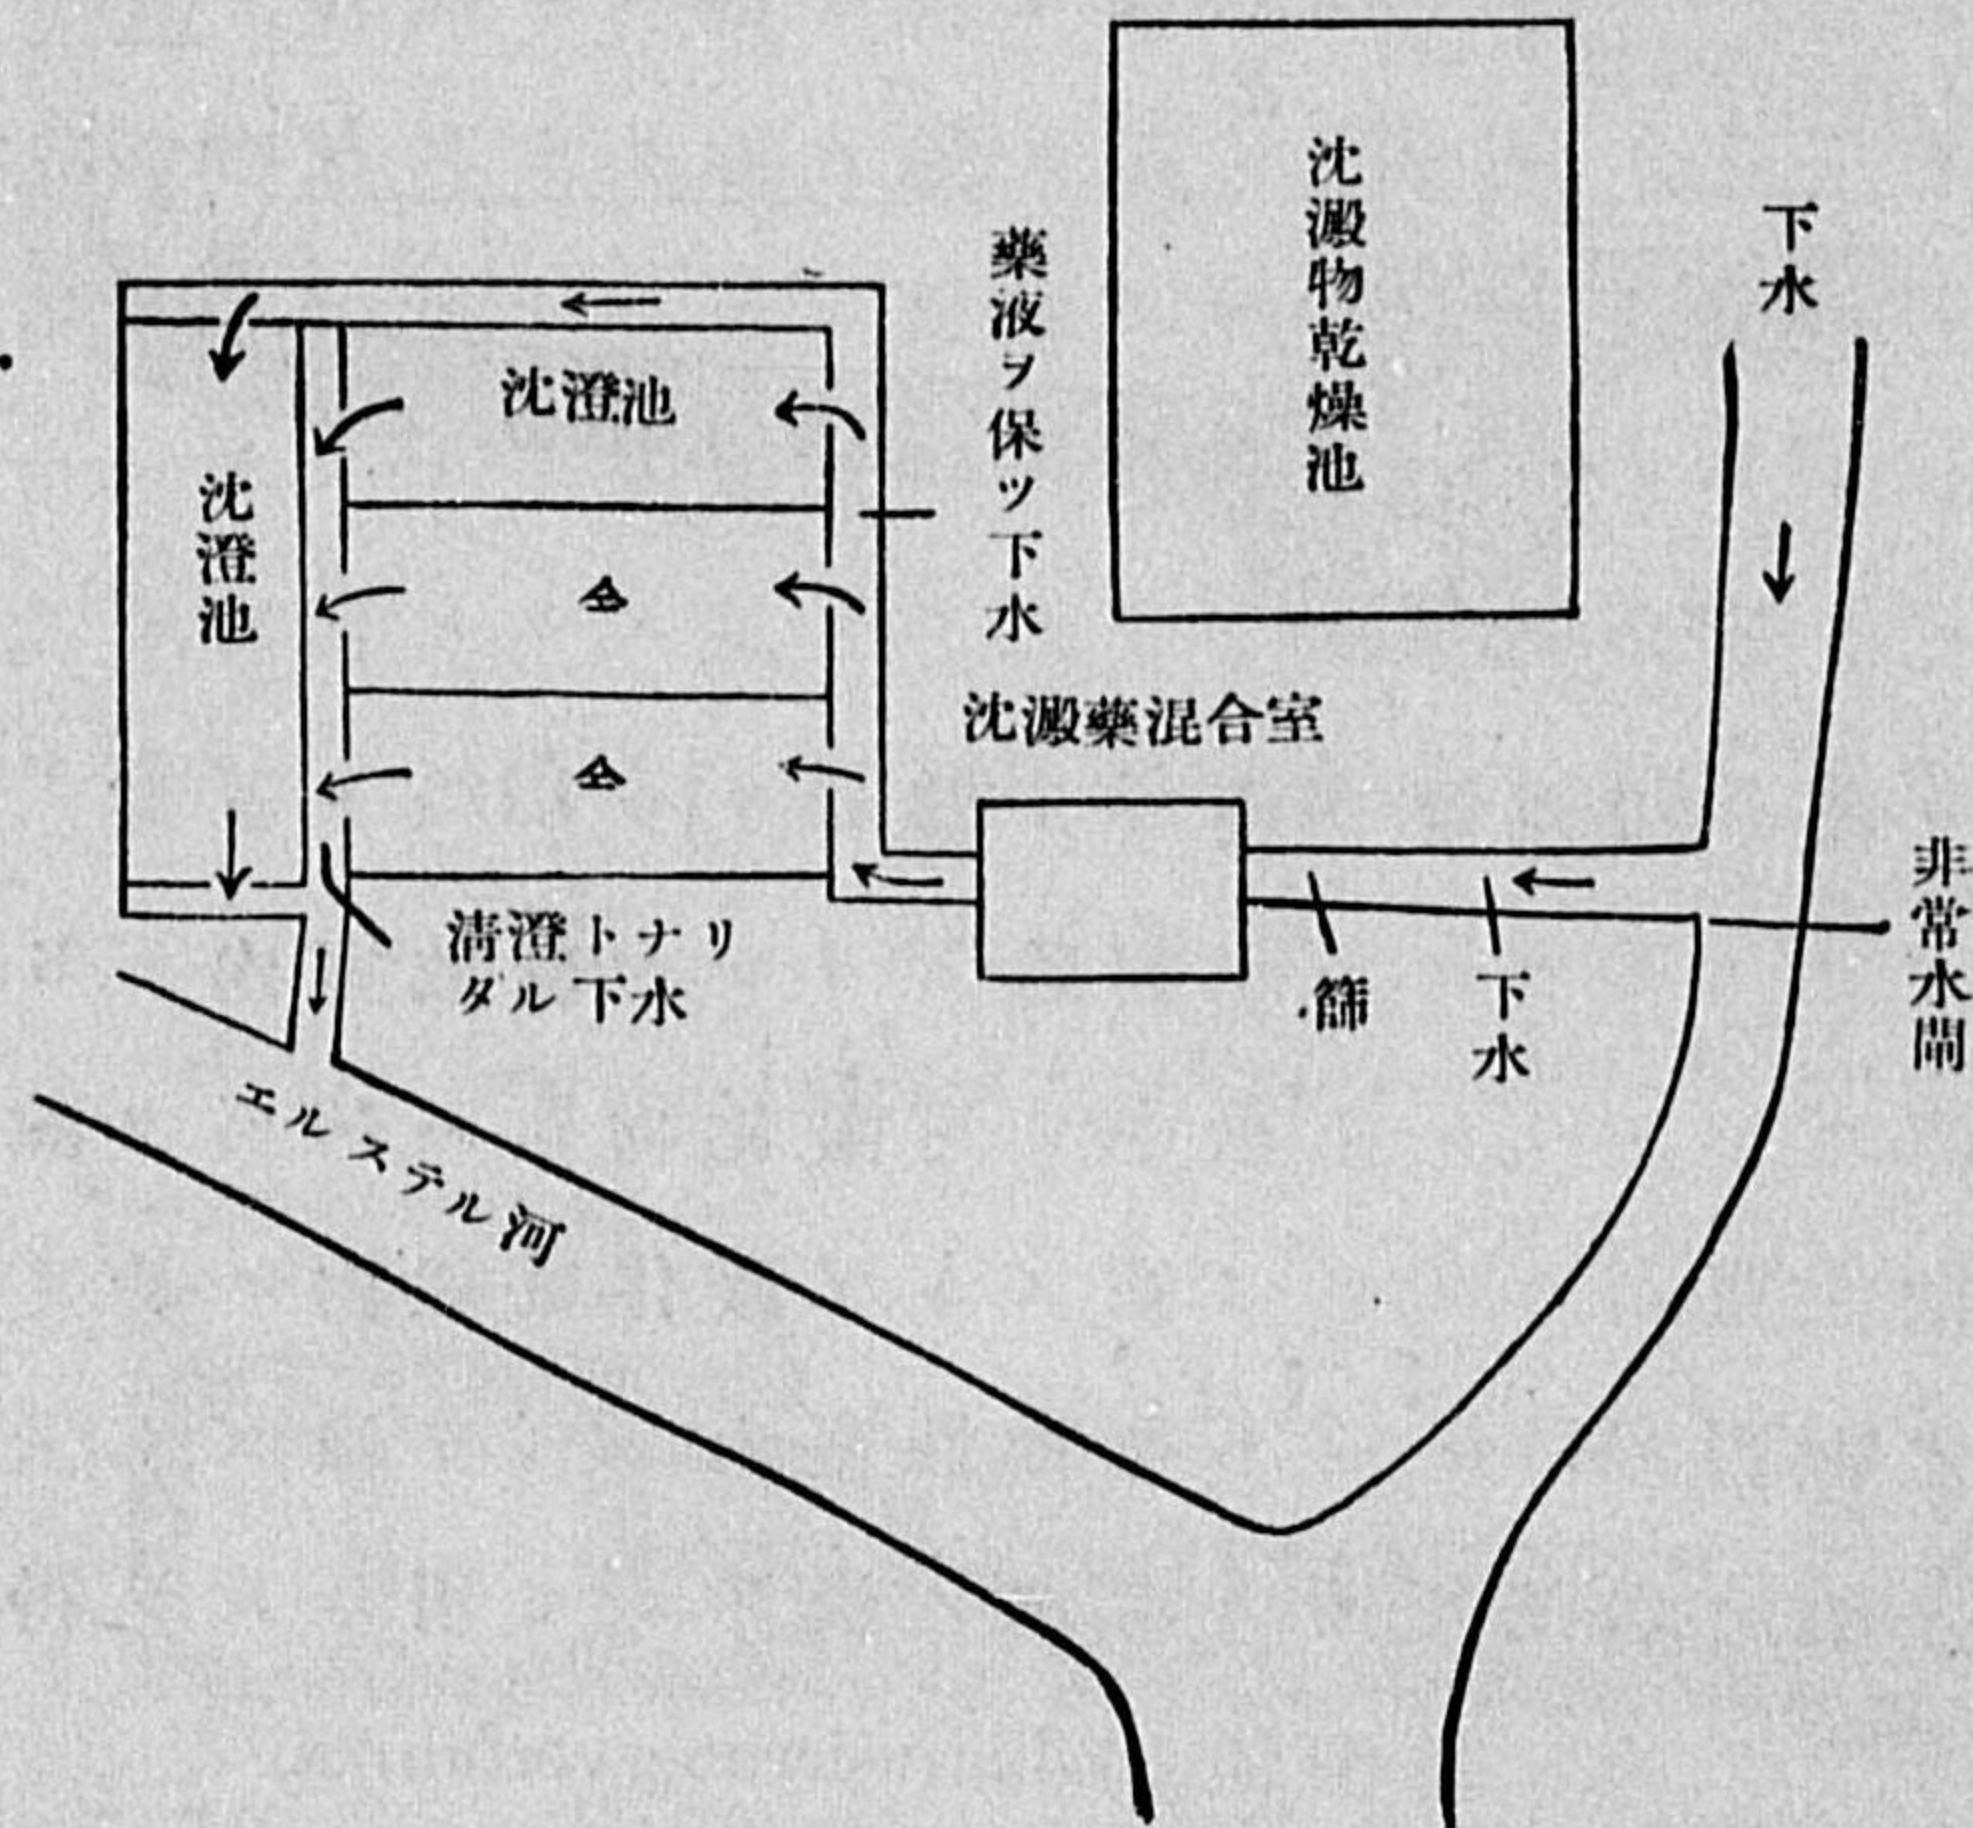 下水
沈澱物乾燥池
藥液ヲ保ツ下水
沈澄池
沈澄池
仝
仝
沈澱藥混合室
非常水閘
篩
下水
淸澄トナリ
タル下水
エルステル河